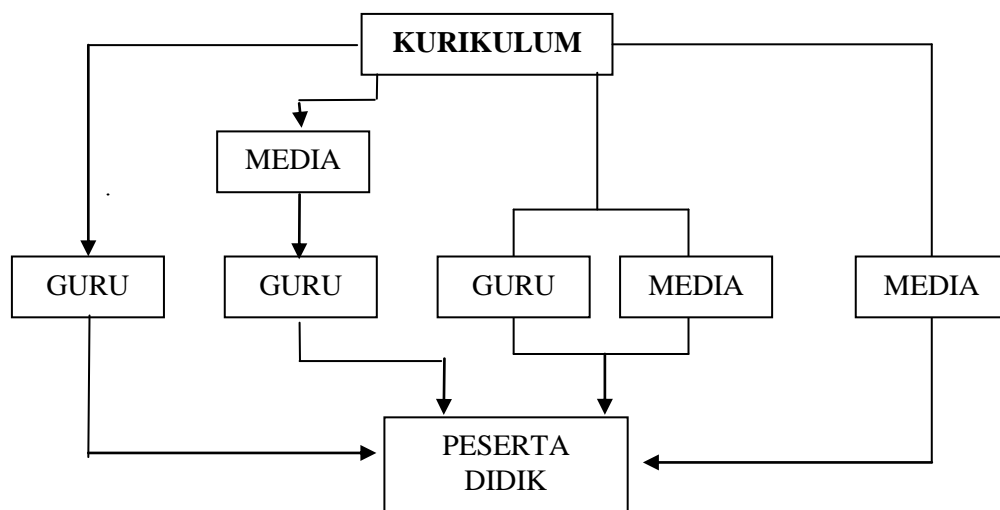 KURIKULUM
MEDIA
GURU
GURU
GURU
MEDIA
MEDIA
PESERTA
DIDIK